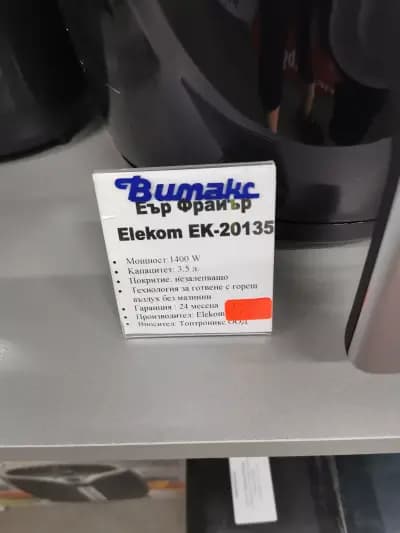 Витакс
Еър Фрайър
Elekom EK-20135
• Мощност 1400 W
• Капацитет: 3.5 л.
• Покритие: незалепващо
• Технология за готвене с горещ
въздух без мазнини
• Гаранция : 24 месеца
• Производител: Elekom
• Вносител: Топтроникс ООД